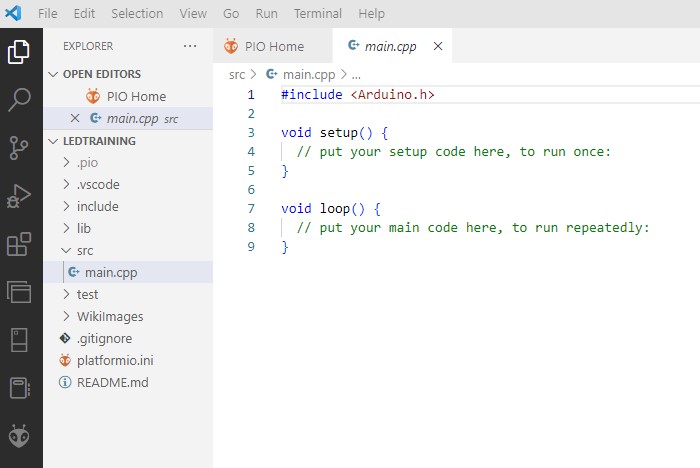 File Edit Selection View Go Run Terminal Help
EXPLORER ...
OPEN EDITORS
PIO Home
main.cpp src
LEDTRAINING
.pio
.vscode
include
lib
src
main.cpp
test
WikiImages
.gitignore
platformio.ini
README.md
PIO Home main.cpp
src > main.cpp > ...
1 #include <Arduino.h>
2
3 void setup() {
4 // put your setup code here, to run once:
5 }
6
7 void loop() {
8 // put your main code here, to run repeatedly:
9 }